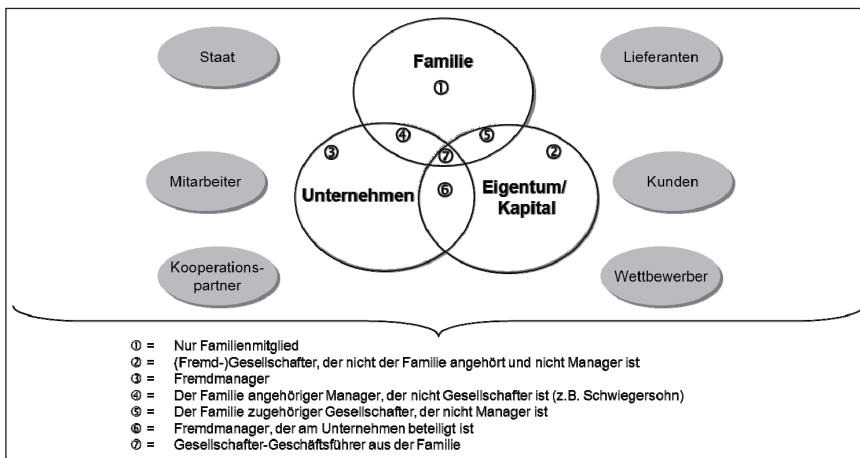 Staat
Familie
Lieferanten
①
④
⑤
③
②
⑦
Mitarbeiter
Unternehmen
⑥
Eigentum/
Kapital
Kunden
Kooperations-
partner
Wettbewerber
① = Nur Familienmitglied
② = (Fremd-)Gesellschafter, der nicht der Familie angehört und nicht Manager ist
③ = Fremdmanager
④ = Der Familie angehöriger Manager, der nicht Gesellschafter ist (z.B. Schwiegersohn)
⑤ = Der Familie zugehöriger Gesellschafter, der nicht Manager ist
⑥ = Fremdmanager, der am Unternehmen beteiligt ist
⑦ = Gesellschafter-Geschäftsführer aus der Familie